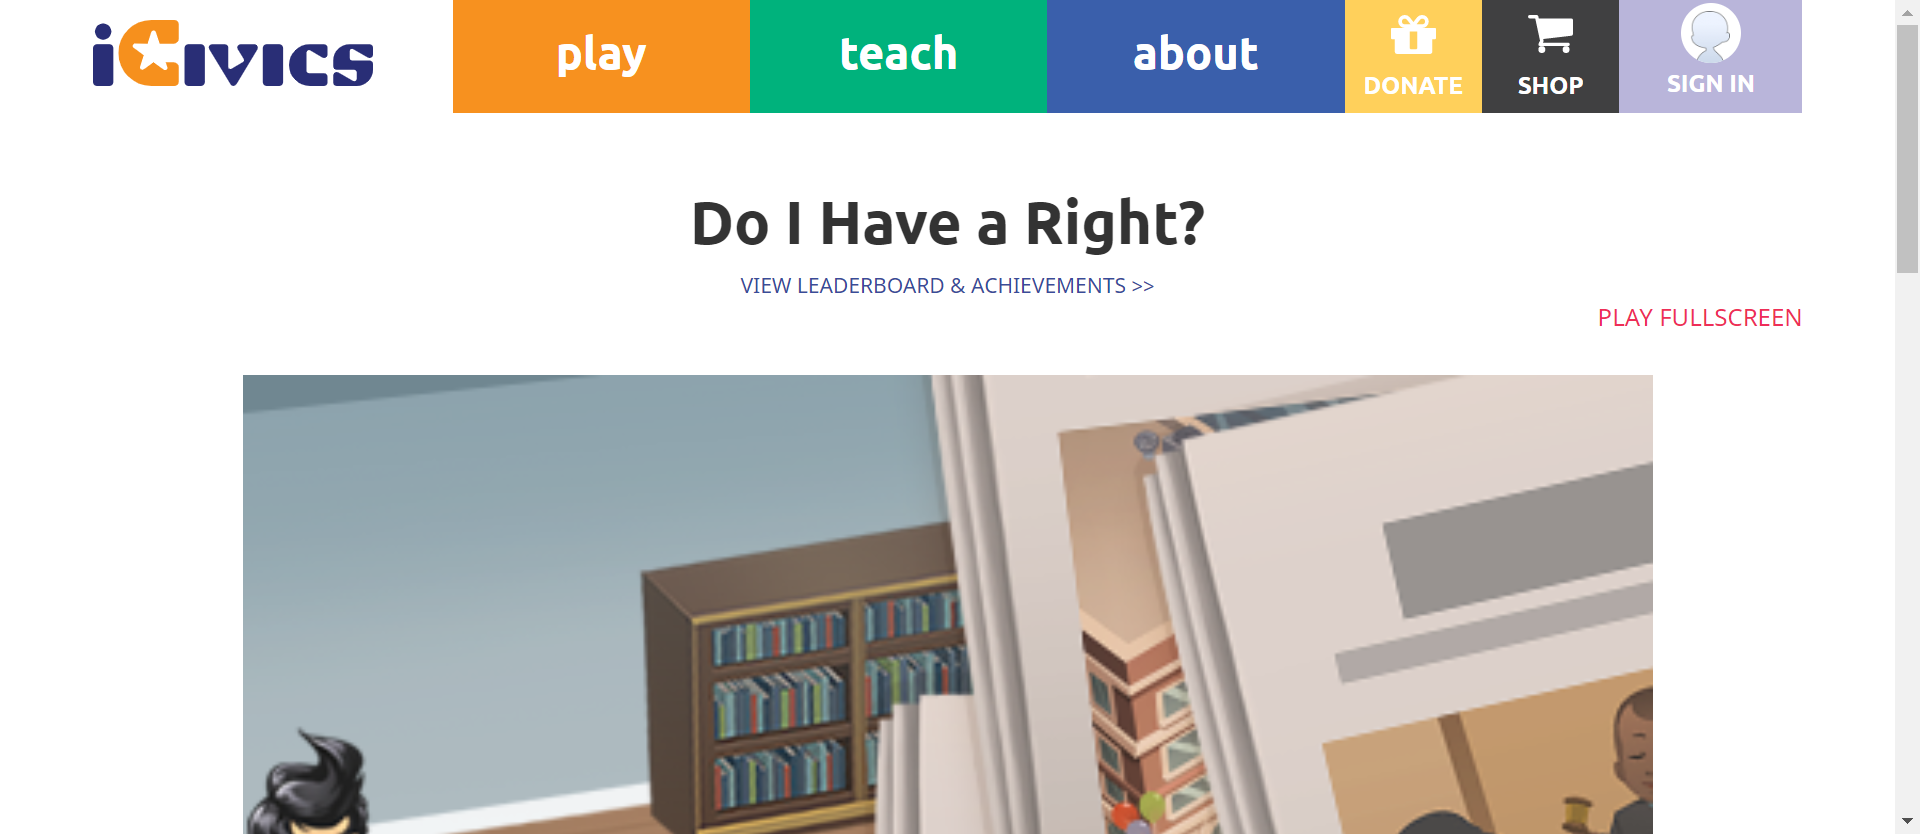 iCivics
play
teach
about
DONATE
SHOP
SIGN IN
Do I Have a Right?
VIEW LEADERBOARD & ACHIEVEMENTS >>
PLAY FULLSCREEN